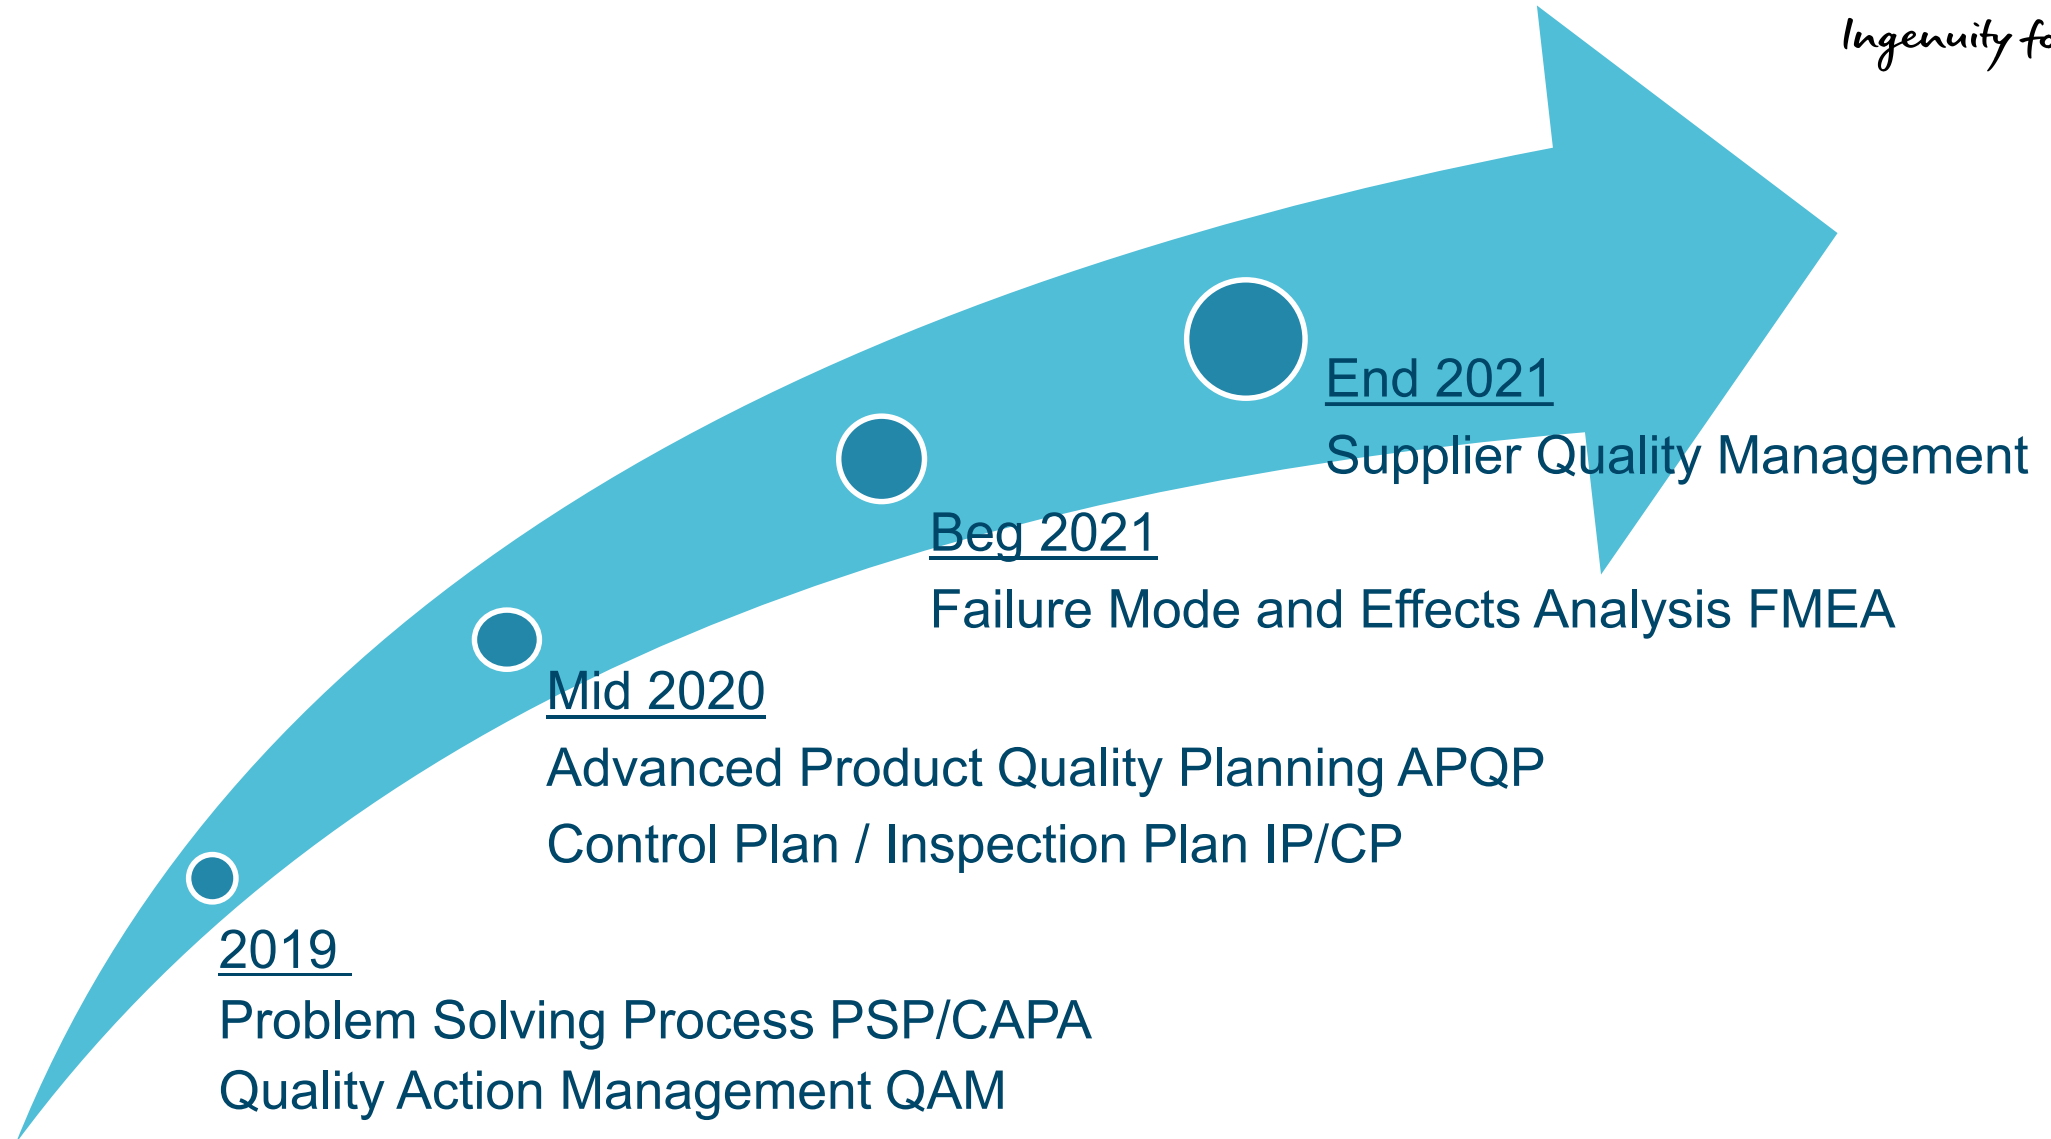 Ingenuity fo
End 2021
Supplier Quality Management
Beg 2021
Failure Mode and Effects Analysis FMEA
Mid 2020
Advanced Product Quality Planning APQP
Control Plan / Inspection Plan IP/CP
2019
Problem Solving Process PSP/CAPA
Quality Action Management QAM